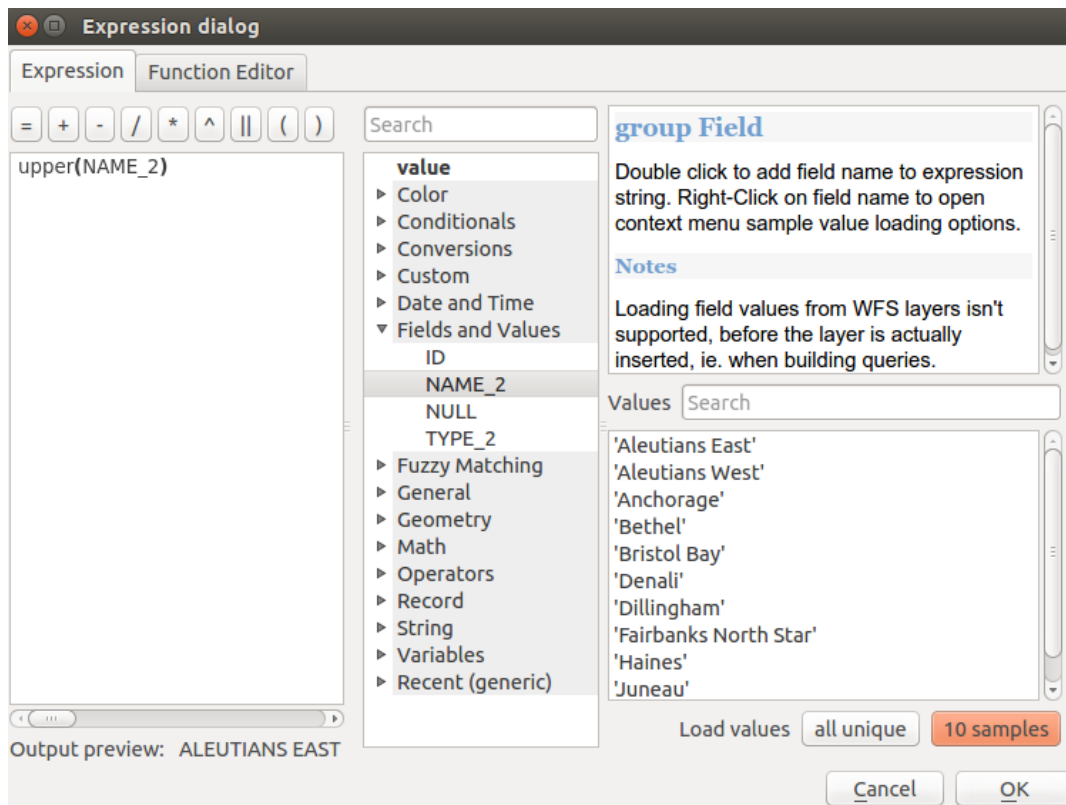 Expression dialog
Expression
Function Editor
= + - / * ^ || ( )
upper(NAME_2)
Output preview: ALEUTIANS EAST
Search
value
Color
Conditionals
Conversions
Custom
Date and Time
Fields and Values
ID
NAME_2
NULL
TYPE_2
Fuzzy Matching
General
Geometry
Math
Operators
Record
String
Variables
Recent (generic)
group Field
Double click to add field name to expression
string. Right-Click on field name to open
context menu sample value loading options.
Notes
Loading field values from WFS layers isn't
supported, before the layer is actually
inserted, ie. when building queries.
Values Search
'Aleutians East'
'Aleutians West'
'Anchorage'
'Bethel'
'Bristol Bay'
'Denali'
'Dillingham'
'Fairbanks North Star'
'Haines'
'Juneau'
Load values all unique 10 samples
Cancel OK